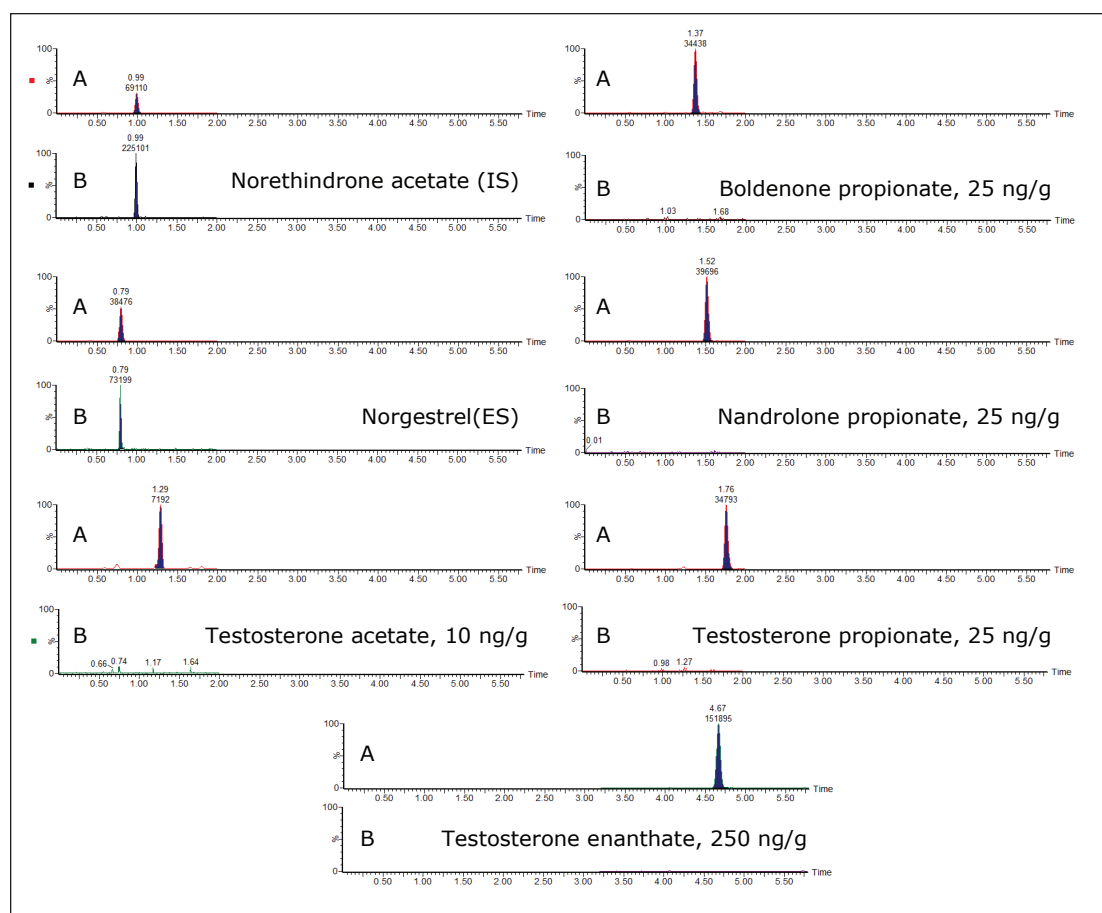 A
100
%
0
0.99
69110
0.50 1.00 1.50 2.00 2.50 3.00 3.50 4.00 4.50 5.00 5.50
Time
B
100
%
0
0.99
225101
Norethindrone acetate (IS)
0.50 1.00 1.50 2.00 2.50 3.00 3.50 4.00 4.50 5.00 5.50
Time
A
100
%
0
0.79
38476
0.50 1.00 1.50 2.00 2.50 3.00 3.50 4.00 4.50 5.00 5.50
Time
B
100
%
0
0.79
73199
Norgestrel(ES)
0.50 1.00 1.50 2.00 2.50 3.00 3.50 4.00 4.50 5.00 5.50
Time
A
100
%
0
1.29
7192
0.50 1.00 1.50 2.00 2.50 3.00 3.50 4.00 4.50 5.00 5.50
Time
B
100
%
0
Testosterone acetate, 10 ng/g
0.66 0.74 1.17 1.64
0.50 1.00 1.50 2.00 2.50 3.00 3.50 4.00 4.50 5.00 5.50
Time
A
100
%
0
1.37
34438
0.50 1.00 1.50 2.00 2.50 3.00 3.50 4.00 4.50 5.00 5.50
Time
B
100
%
0
Boldenone propionate, 25 ng/g
1.03 1.68
0.50 1.00 1.50 2.00 2.50 3.00 3.50 4.00 4.50 5.00 5.50
Time
A
100
%
0
1.52
39696
0.50 1.00 1.50 2.00 2.50 3.00 3.50 4.00 4.50 5.00 5.50
Time
B
100
%
0
Nandrolone propionate, 25 ng/g
0.01
0.50 1.00 1.50 2.00 2.50 3.00 3.50 4.00 4.50 5.00 5.50
Time
A
100
%
0
1.76
34793
0.50 1.00 1.50 2.00 2.50 3.00 3.50 4.00 4.50 5.00 5.50
Time
B
100
%
0
Testosterone propionate, 25 ng/g
0.98 1.27
0.50 1.00 1.50 2.00 2.50 3.00 3.50 4.00 4.50 5.00 5.50
Time
A
100
%
0
4.67
151895
0.50 1.00 1.50 2.00 2.50 3.00 3.50 4.00 4.50 5.00 5.50
Time
B
100
%
0
Testosterone enanthate, 250 ng/g
0.50 1.00 1.50 2.00 2.50 3.00 3.50 4.00 4.50 5.00 5.50
Time